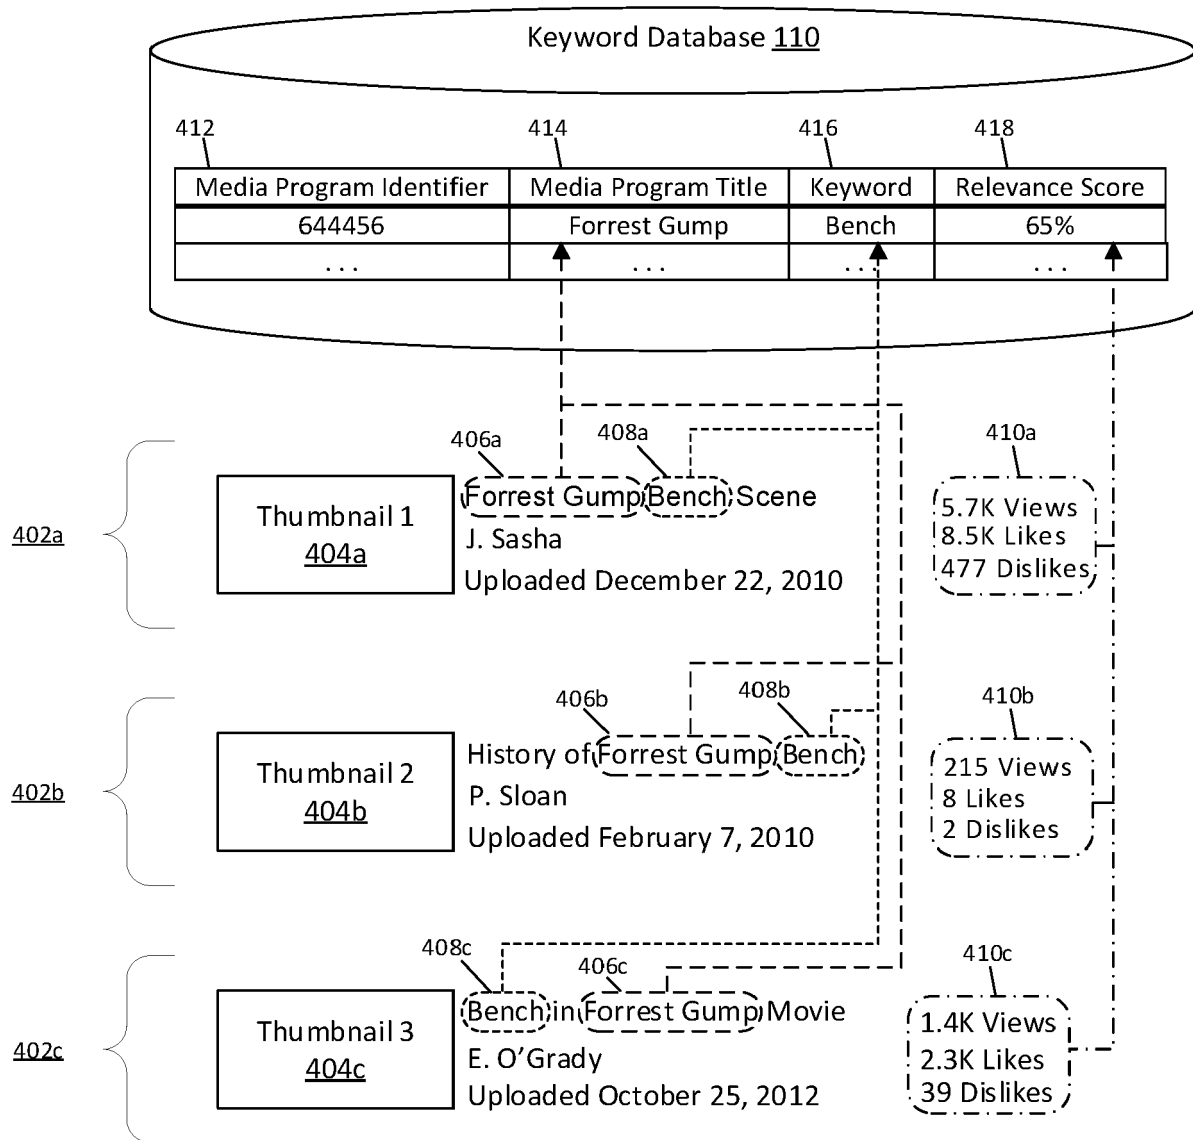 Keyword Database 110
412
414
416
418
Media Program Identifier
Media Program Title
Keyword
Relevance Score
644456
Forrest Gump
Bench
65%
...
...
...
...
402a
Thumbnail 1
404a
406a
408a
Forrest Gump Bench Scene
J. Sasha
Uploaded December 22, 2010
410a
5.7K Views
8.5K Likes
477 Dislikes
402b
Thumbnail 2
404b
406b
408b
History of Forrest Gump Bench
P. Sloan
Uploaded February 7, 2010
410b
215 Views
8 Likes
2 Dislikes
402c
Thumbnail 3
404c
408c
406c
Bench in Forrest Gump Movie
E. O'Grady
Uploaded October 25, 2012
410c
1.4K Views
2.3K Likes
39 Dislikes